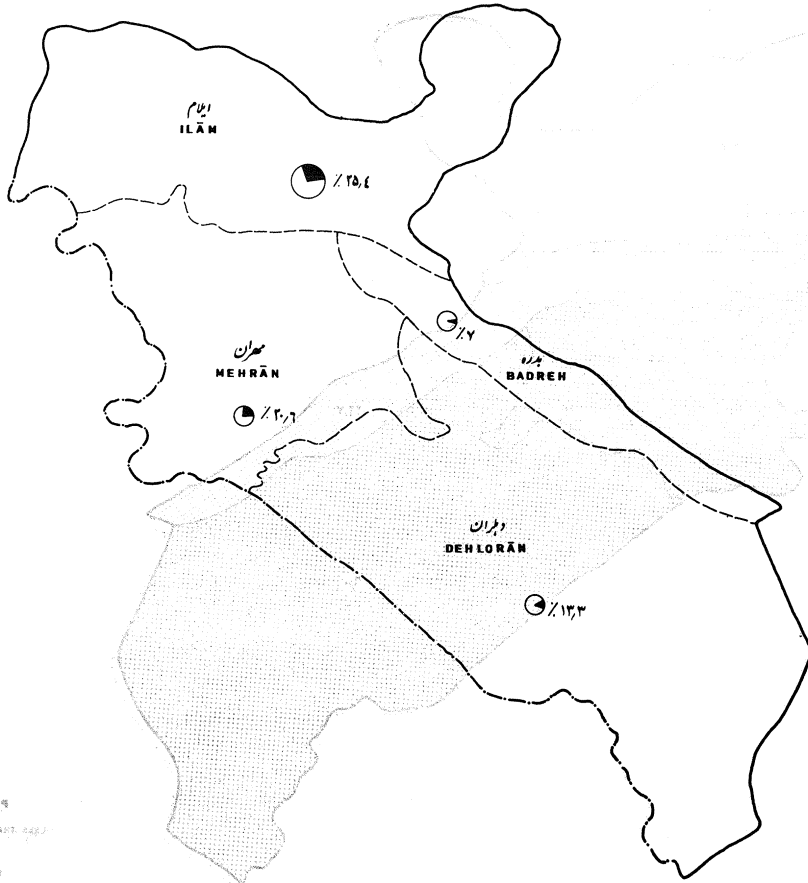 ایلام
ILĀM
٪ ۲۵,٤
٪۷
مهران
MEHRĀN
بدره
BADREH
٪ ۲۰,٦
دهلران
DEHLORĀN
٪ ۱۳,۳